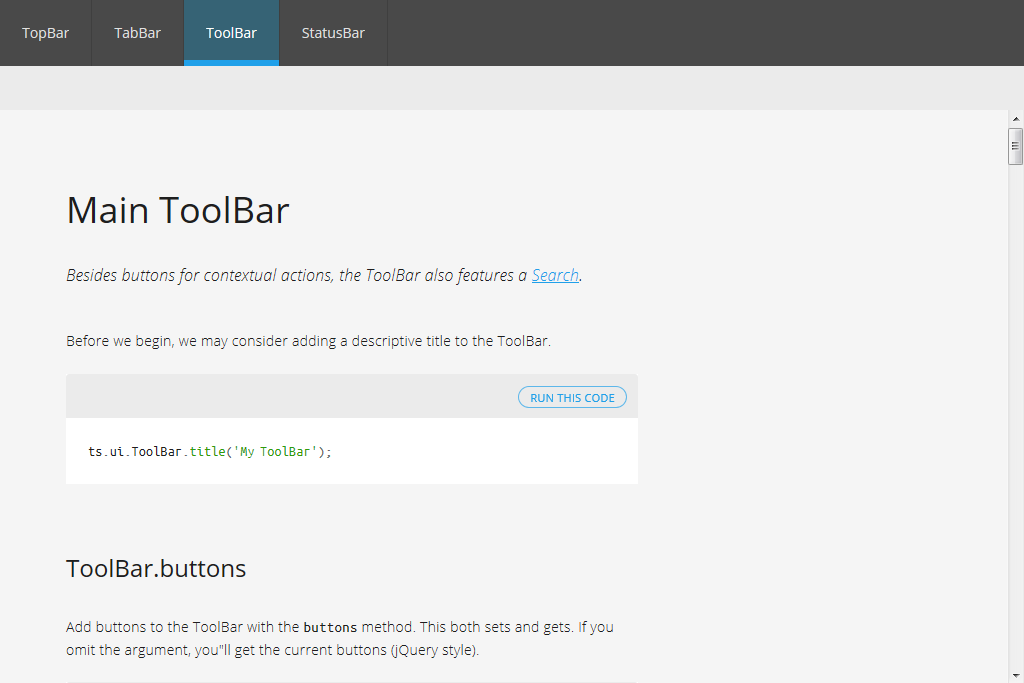 TopBar
TabBar
ToolBar
StatusBar
Main ToolBar
Besides buttons for contextual actions, the ToolBar also features a Search.
Before we begin, we may consider adding a descriptive title to the ToolBar.
RUN THIS CODE
ts.ui.ToolBar.title('My ToolBar');
ToolBar.buttons
Add buttons to the ToolBar with the buttons method. This both sets and gets. If you
omit the argument, you"ll get the current buttons (jQuery style).